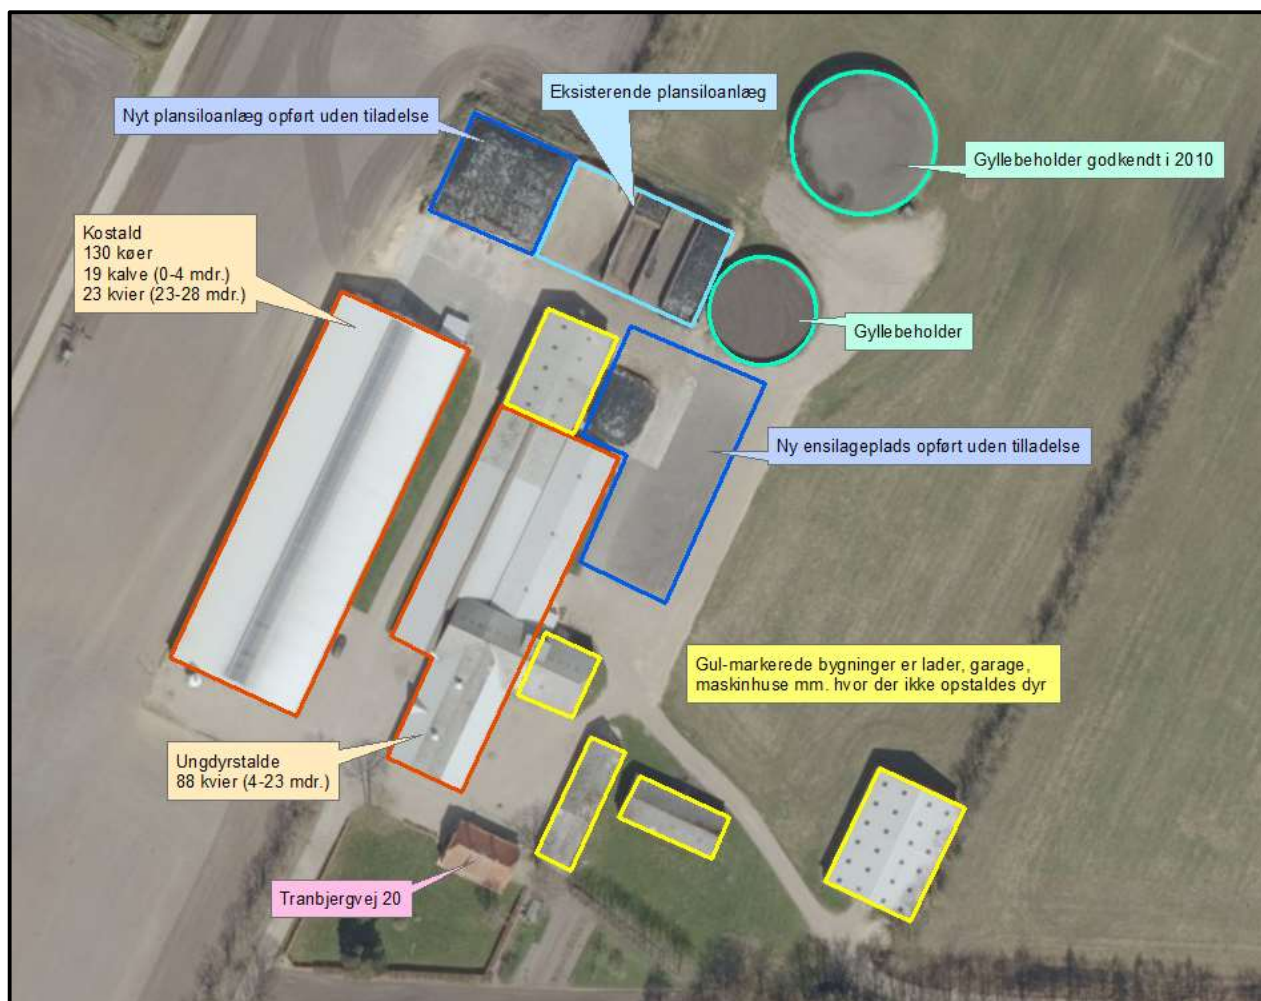 Eksisterende plansiloanlæg
Nyt plansiloanlæg opført uden tiladelse
Gyllebeholder godkendt i 2010
Kostald
130 køer
19 kalve (0-4 mdr.)
23 kvier (23-28 mdr.)
Gyllebeholder
Ny ensilageplads opført uden tilladelse
Gul-markerede bygninger er lader, garage,
maskinhuse mm. hvor der ikke opstaldes dyr
Ungdyrstalde
88 kvier (4-23 mdr.)
Tranbjergvej 20